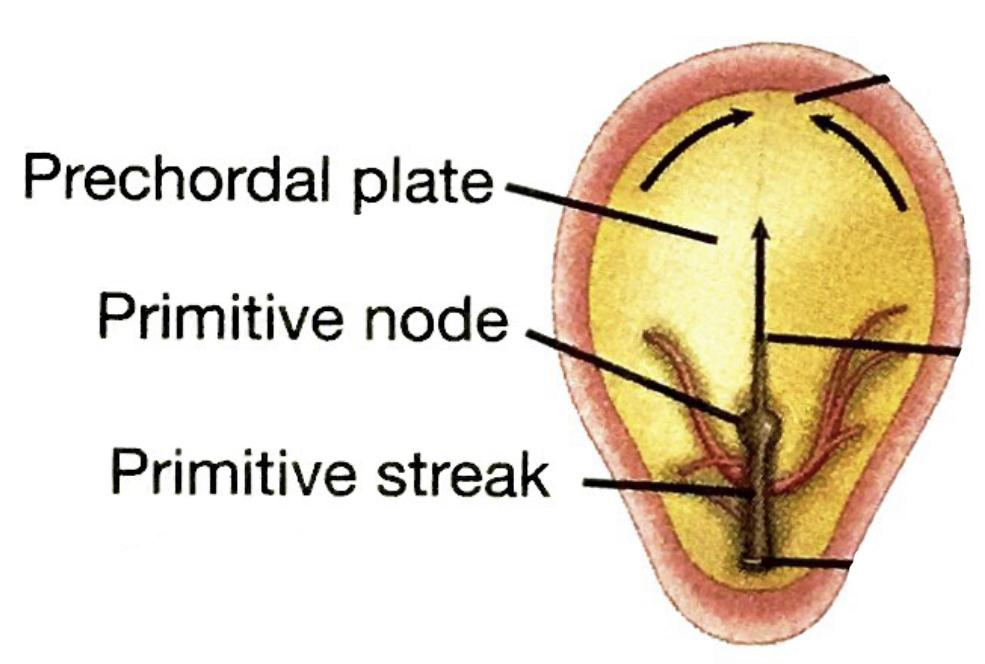 Prechordal plate
Primitive node
Primitive streak